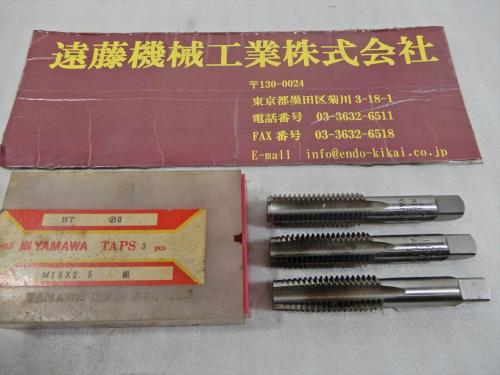 遠藤機械工業株式会社
〒130-0024
東京都墨田区菊川3-18-1
電話番号 03-3632-6511
FAX番号 03-3632-6518
E-mail info@endo-kikai.co.jp
HT
YAMAWA TAPS 3 pcs
M18X2.5 組